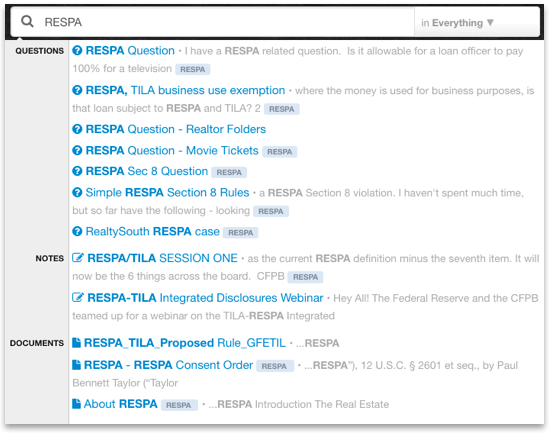 RESPA in Everything ▼
QUESTIONS RESPA Question • I have a RESPA related question. Is it allowable for a loan officer to pay
100% for a television RESPA
RESPA, TILA business use exemption • where the money is used for business purposes, is
that loan subject to RESPA and TILA? 2 RESPA
RESPA Question - Realtor Folders
RESPA Question - Movie Tickets RESPA
RESPA Sec 8 Question RESPA
Simple RESPA Section 8 Rules • a RESPA Section 8 violation. I haven't spent much time,
but so far have the following - looking RESPA
RealtySouth RESPA case RESPA
NOTES RESPA/TILA SESSION ONE • as the current RESPA definition minus the seventh item. It will
now be the 6 things across the board. CFPB RESPA
RESPA-TILA Integrated Disclosures Webinar • Hey All! The Federal Reserve and the CFPB
teamed up for a webinar on the TILA-RESPA Integrated
DOCUMENTS RESPA_TILA_Proposed Rule_GFETIL • ...RESPA
RESPA - RESPA Consent Order RESPA • ...RESPA"), 12 U.S.C. § 2601 et seq., by Paul
Bennett Taylor ("Taylor
About RESPA RESPA • ...RESPA Introduction The Real Estate